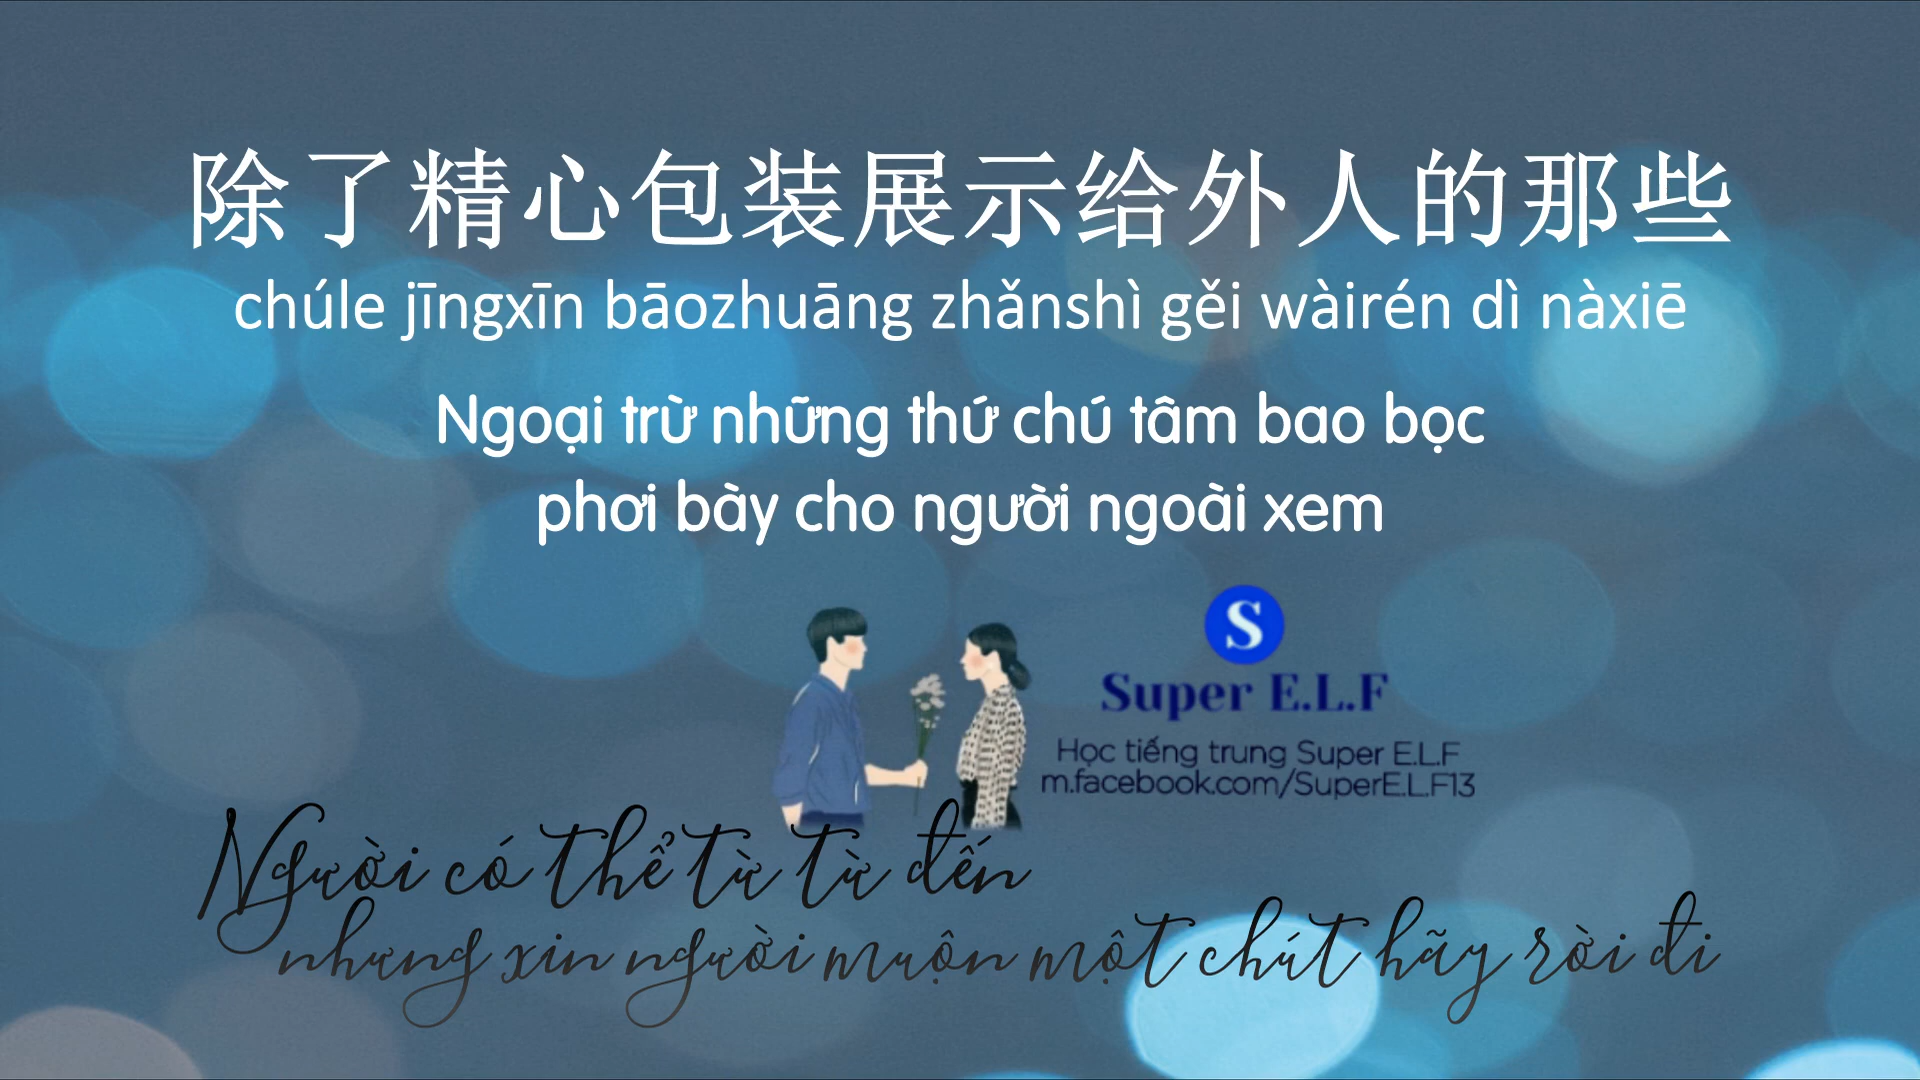 除了精心包装展示给外人的那些
chúle jīngxīn bāozhuāng zhǎnshì gěi wàirén dì nàxiē
Ngoại trừ những thứ chú tâm bao bọc
phơi bày cho người ngoài xem
S
Super E.L.F
Học tiếng trung Super E.L.F
m.facebook.com/SuperE.L.F13
Người có thể từ từ đến
nhưng xin người muộn một chút hãy rời đi